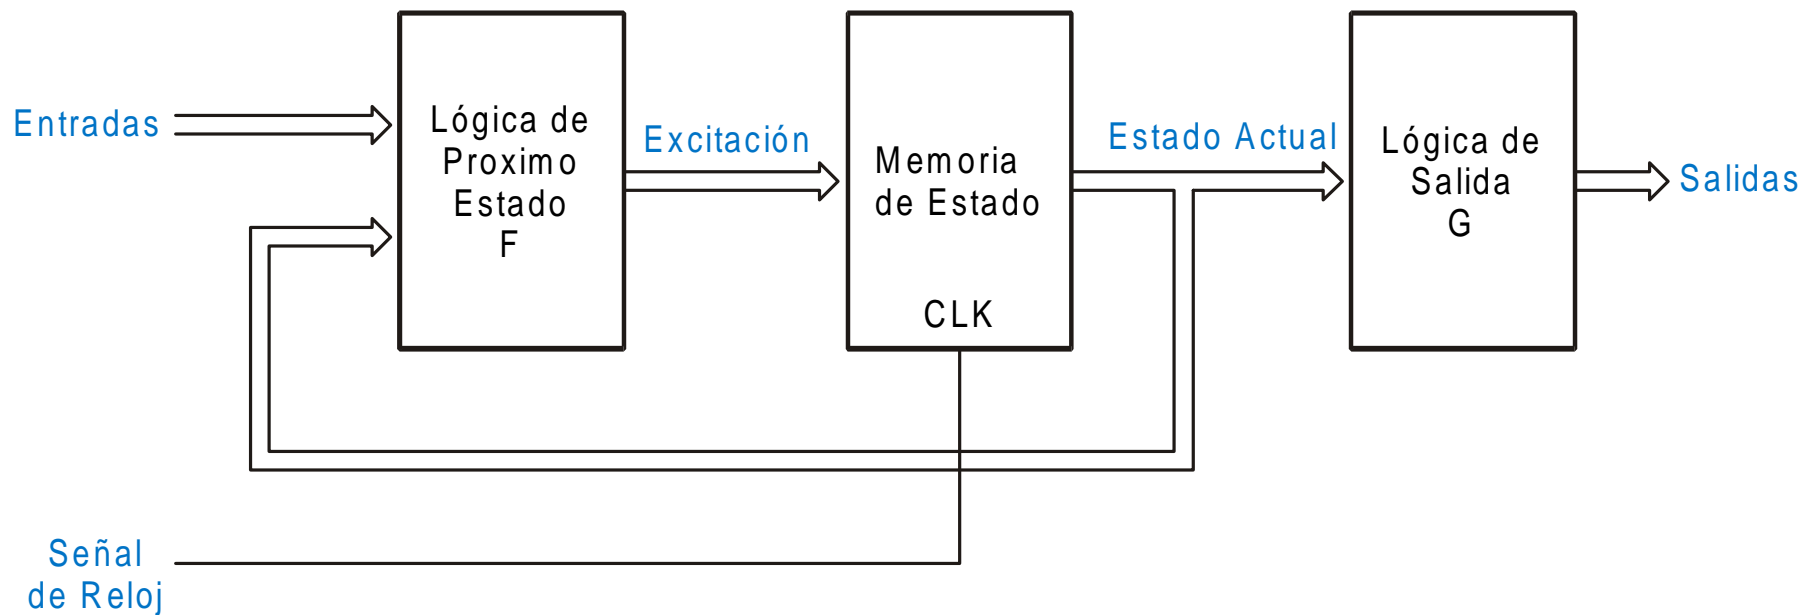 Entradas
Lógica de
Proximo
Estado
F
Excitación
Memoria
de Estado
CLK
Estado Actual
Lógica de
Salida
G
Salidas
Señal
de Reloj